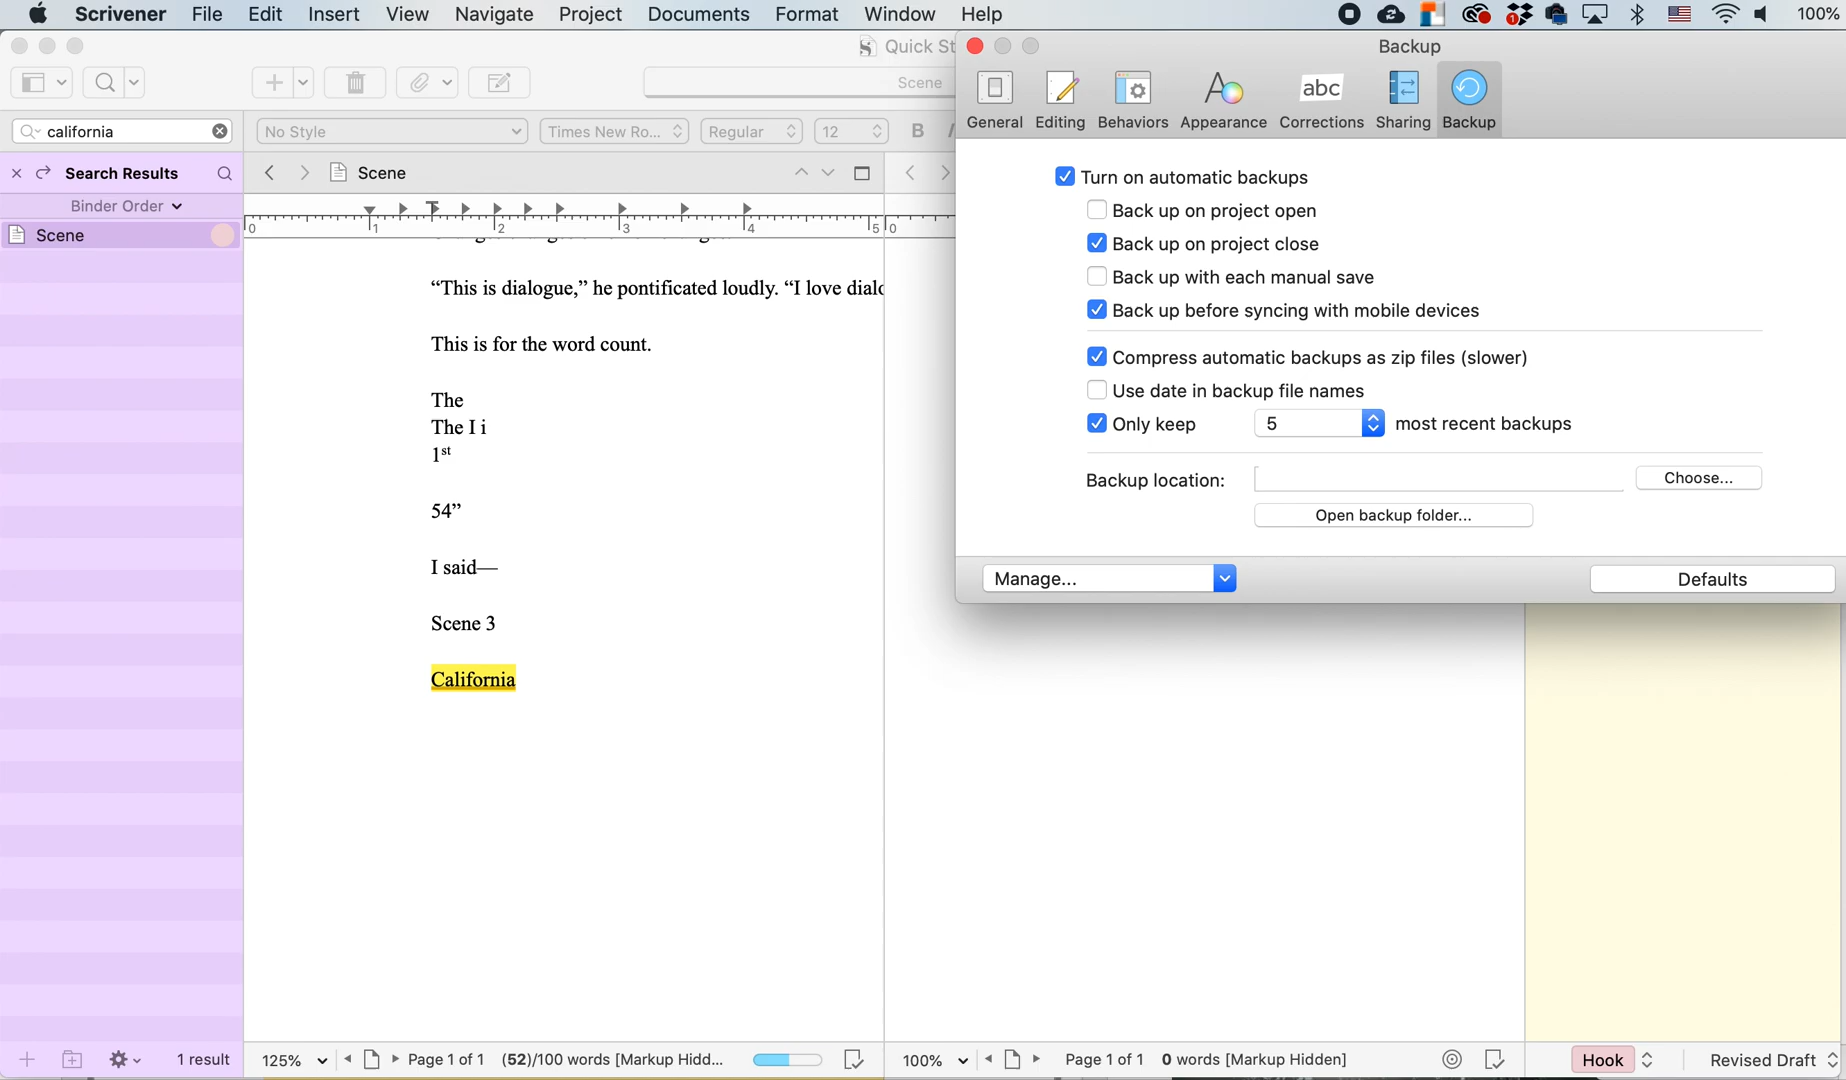 Scrivener File Edit Insert View Navigate Project Documents Format Window Help 100%
Backup
Scene
General Editing Behaviors Appearance Corrections Sharing Backup
california
No Style Times New Ro... Regular 12 B
Search Results
Scene
Binder Order
Scene
0 1 2 3 4 5 0
“This is dialogue,” he pontificated loudly. “I love
This is for the word count.
The
The I i
1st
54”
I said—
Scene 3
California
Turn on automatic backups
Back up on project open
Back up on project close
Back up with each manual save
Back up before syncing with mobile devices
Compress automatic backups as zip files (slower)
Use date in backup file names
Only keep 5 most recent backups
Backup location: Choose...
Open backup folder...
Manage... Defaults
1 result 125% Page 1 of 1 (52)/100 words [Markup Hidd... 100% Page 1 of 1 0 words [Markup Hidden] Hook Revised Draft